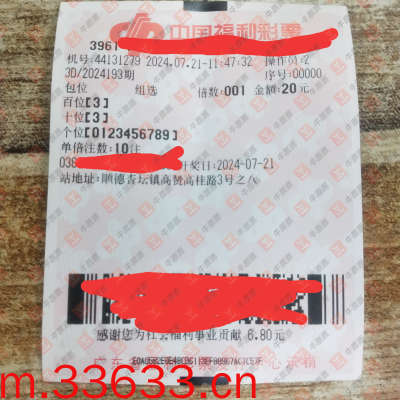 中国福利彩票
3961
机号:44131279 2024.07.21-11:47:32 操作员:2
3D/2024193期 序号:00000
包位 组选 倍数:001 金额:20元
百位[3]
十位[3]
个位[0123456789]
单倍注数:10注
038 开奖日:2024-07-21
站地址:顺德杏坛镇高赞高桂路3号之八
感谢您为社会福利事业贡献 6.80元
m.33633.cn